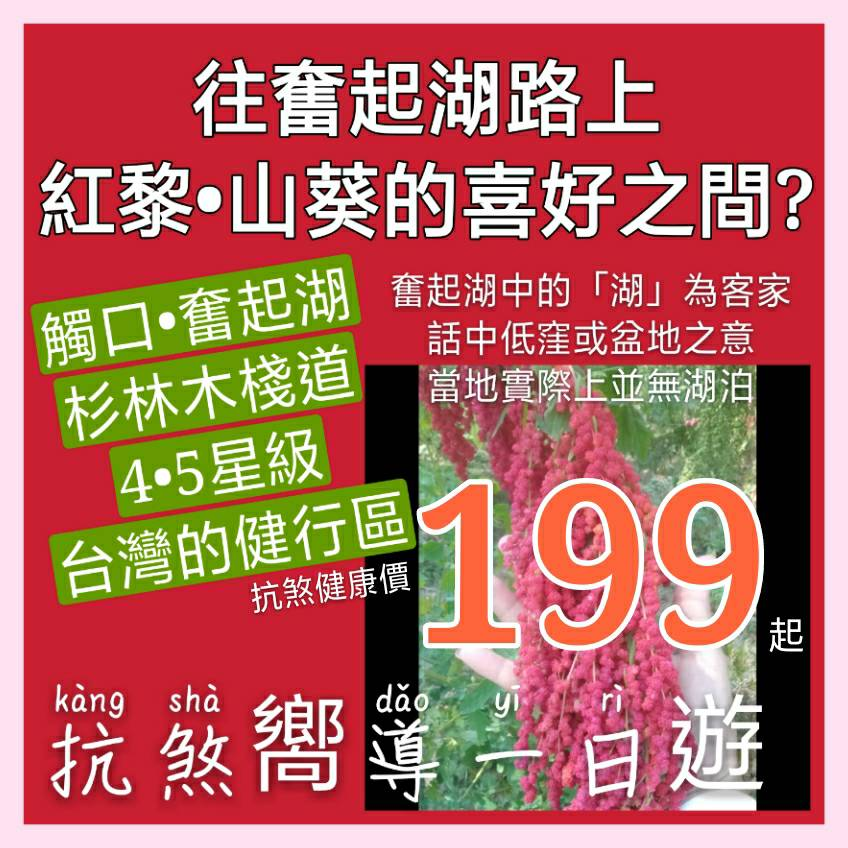 往奮起湖路上
紅藜•山葵的喜好之間?
觸口•奮起湖
杉林木棧道
4•5星級
台灣的健行區
奮起湖中的「湖」為客家
話中低窪或盆地之意
當地實際上並無湖泊
抗煞健康價
199
起
kàng shà dǎo yī rì
抗煞嚮導一日遊